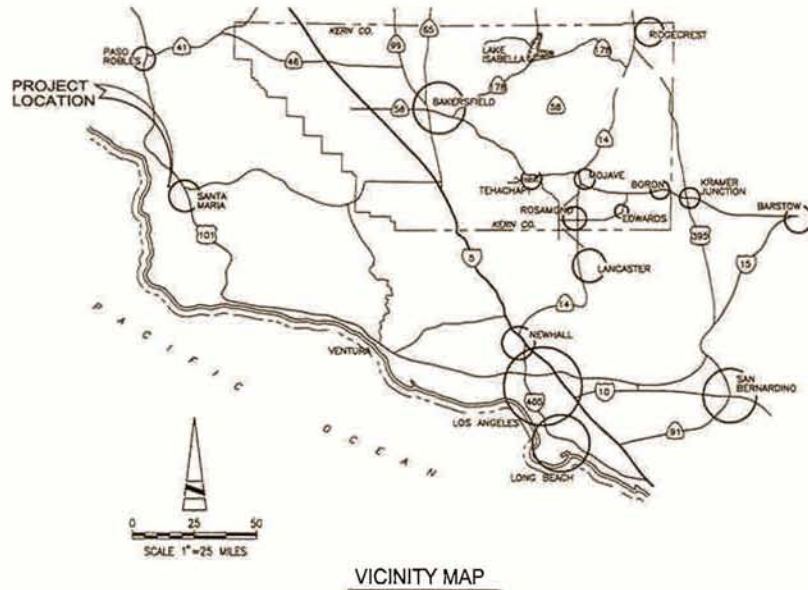 KERN CO.
99
65
41
PASO
ROBLES
46
LAKE
ISABELLA
178
RIDGECREST
PROJECT
LOCATION
178
58
BAKERSFIELD
58
14
SANTA
MARIA
TEHACHAPI
MOJAVE
BORON
KRAMER
JUNCTION
BARSTOW
ROSAMOND
EDWARDS
KERN CO.
101
5
395
15
LANCASTER
14
NEWHALL
VENTURA
PACIFIC OCEAN
405
10
SAN
BERNARDINO
LOS ANGELES
91
LONG BEACH
0 25 50
SCALE 1"=25 MILES
VICINITY MAP